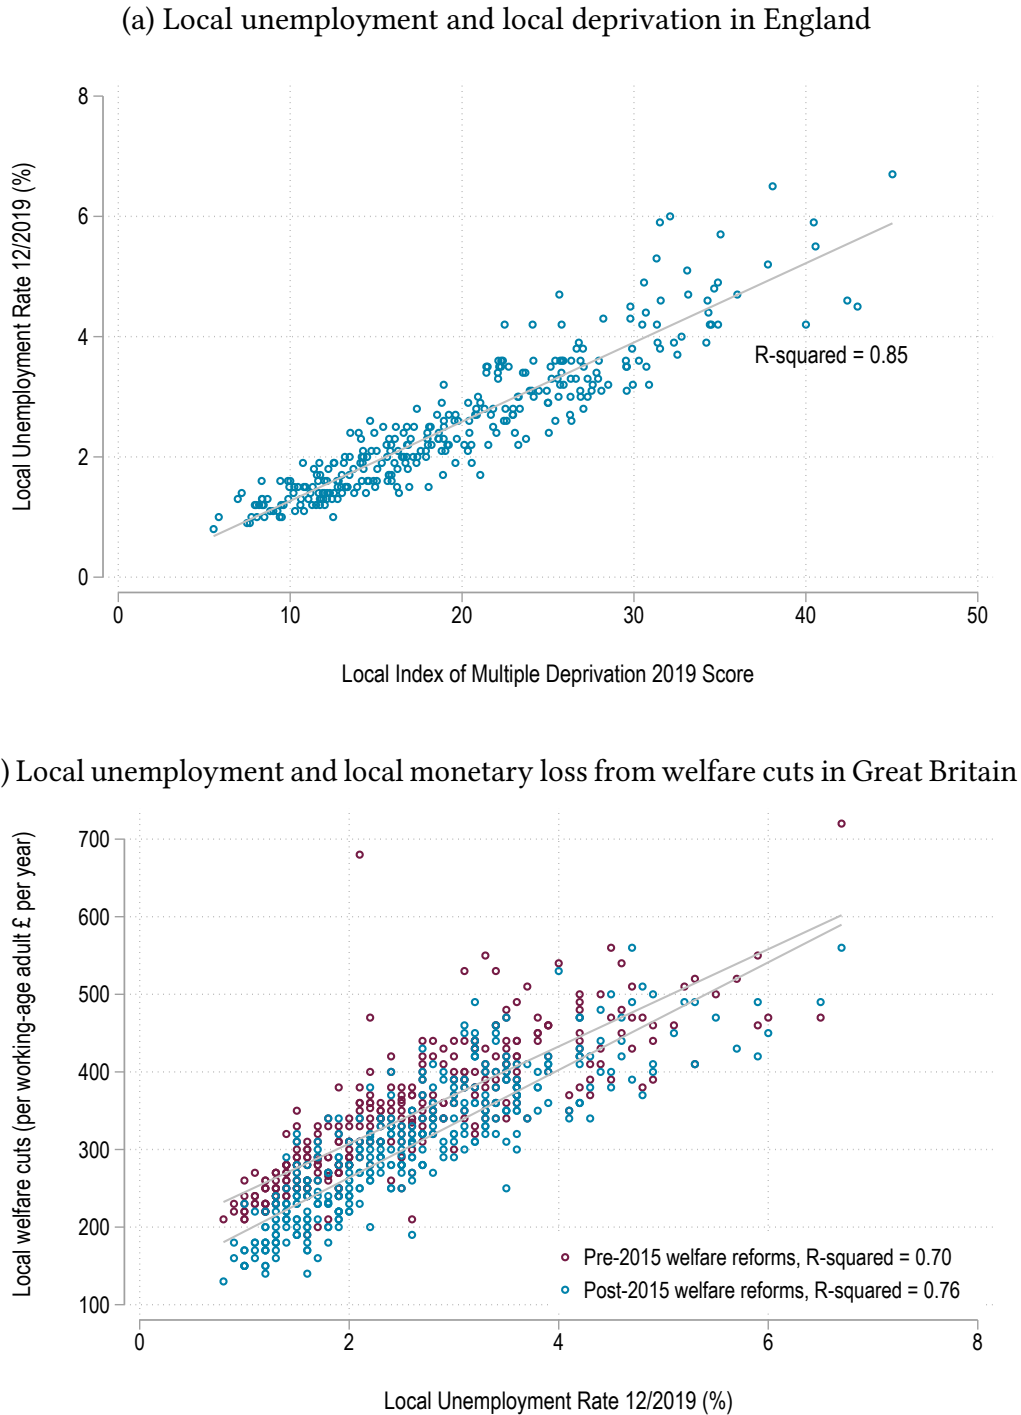 (a) Local unemployment and local deprivation in England
Local Unemployment Rate 12/2019 (%)
8
6
4
2
0
R-squared = 0.85
0 10 20 30 40 50
Local Index of Multiple Deprivation 2019 Score
) Local unemployment and local monetary loss from welfare cuts in Great Britain
Local welfare cuts (per working-age adult £ per year)
700
600
500
400
300
200
100
Pre-2015 welfare reforms, R-squared = 0.70
Post-2015 welfare reforms, R-squared = 0.76
0 2 4 6 8
Local Unemployment Rate 12/2019 (%)